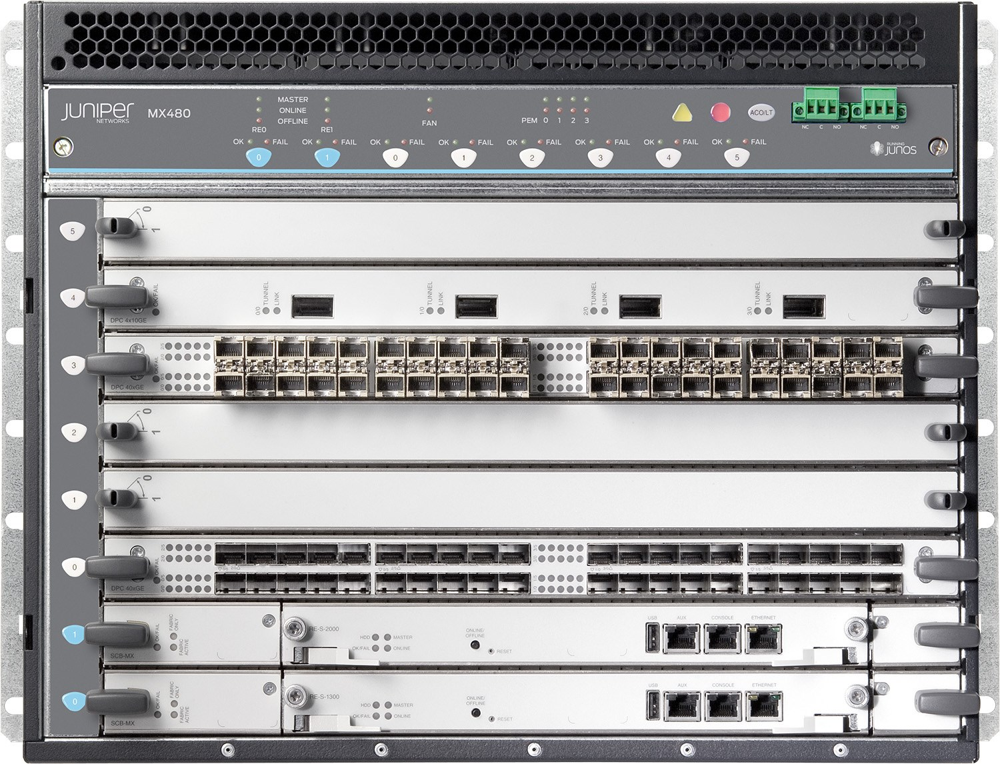 JUNIPER
NETWORKS
MX480
MASTER
ONLINE
OFFLINE
RE0
RE1
FAN
PEM 0 1 2 3
ACO/LT
NC C NO
NC C NO
OK FAIL
OK FAIL
OK FAIL
OK FAIL
OK FAIL
OK FAIL
OK FAIL
OK FAIL
0 1 0 1 2 3 4 5
RUNNING
JUNOS
5
0
1
4
OK/FAIL
DPC 4x10GE
0/0 TUNNEL
LINK
1/0 TUNNEL
LINK
2/0 TUNNEL
LINK
3/0 TUNNEL
LINK
3
OK/FAIL
DPC 40xGE
2
0
1
1
0
1
0
OK/FAIL
DPC 40xGE
1
OK/FAIL
FABRIC
ONLY
FABRIC
ACTIVE
SCB-MX
RE-S-2000
HDD
MASTER
OK/FAIL
ONLINE
ONLINE/
OFFLINE
RESET
USB
AUX
CONSOLE
ETHERNET
0
OK/FAIL
FABRIC
ONLY
FABRIC
ACTIVE
SCB-MX
RE-S-1300
HDD
MASTER
OK/FAIL
ONLINE
ONLINE/
OFFLINE
RESET
USB
AUX
CONSOLE
ETHERNET